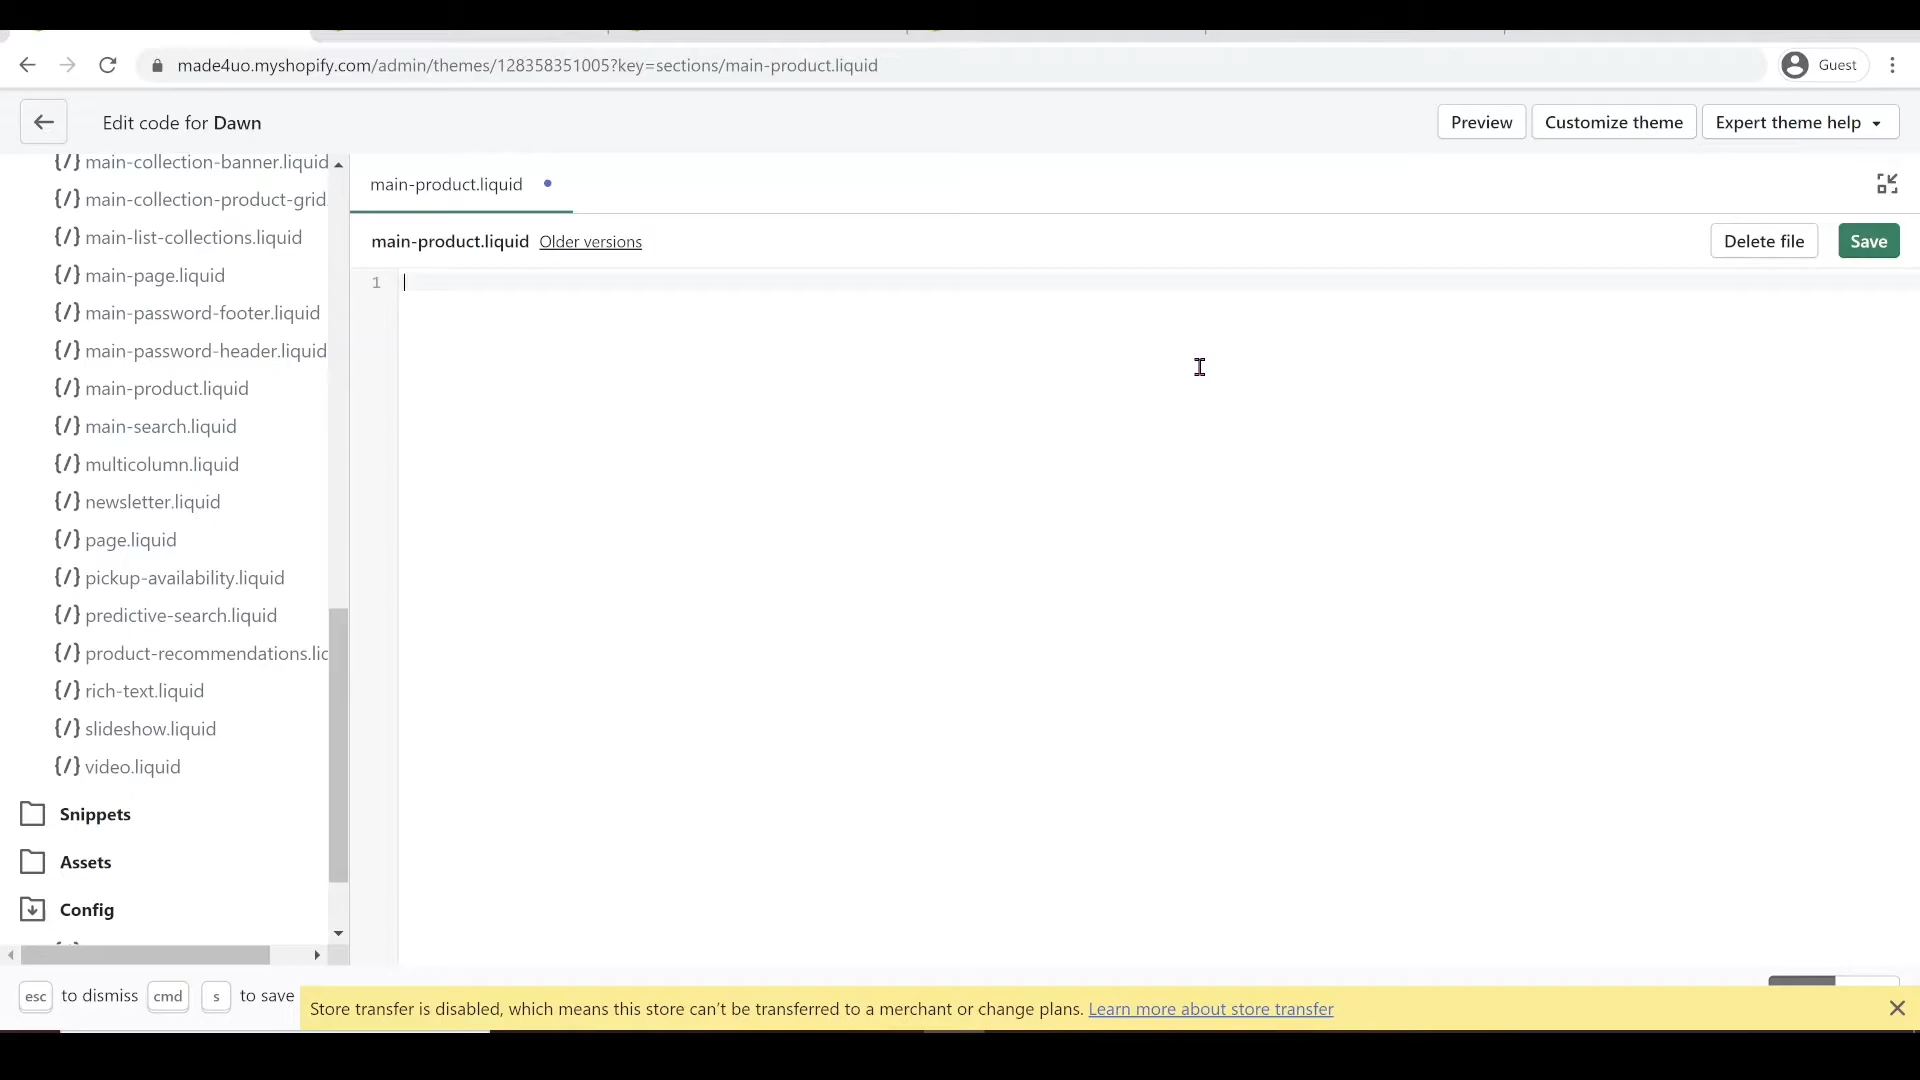 made4uo.myshopify.com/admin/themes/128358351005?key=sections/main-product.liquid
Guest
Edit code for Dawn
Preview
Customize theme
Expert theme help
{/} main-collection-banner.liquid
{/} main-collection-product-grid.
{/} main-list-collections.liquid
{/} main-page.liquid
{/} main-password-footer.liquid
{/} main-password-header.liquid
{/} main-product.liquid
{/} main-search.liquid
{/} multicolumn.liquid
{/} newsletter.liquid
{/} page.liquid
{/} pickup-availability.liquid
{/} predictive-search.liquid
{/} product-recommendations.liq
{/} rich-text.liquid
{/} slideshow.liquid
{/} video.liquid
Snippets
Assets
Config
main-product.liquid
main-product.liquid Older versions
Delete file
Save
1
esc to dismiss cmd s to save
Store transfer is disabled, which means this store can't be transferred to a merchant or change plans. Learn more about store transfer